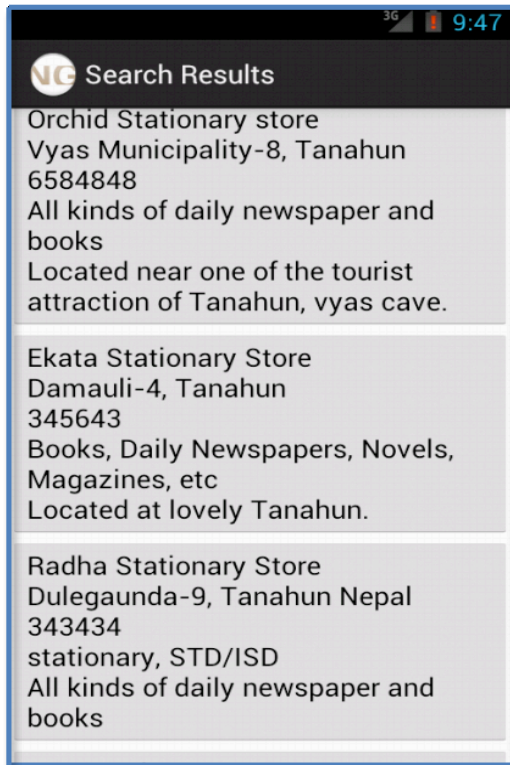 3G 9:47
NG Search Results
Orchid Stationary store
Vyas Municipality-8, Tanahun
6584848
All kinds of daily newspaper and
books
Located near one of the tourist
attraction of Tanahun, vyas cave.
Ekata Stationary Store
Damauli-4, Tanahun
345643
Books, Daily Newspapers, Novels,
Magazines, etc
Located at lovely Tanahun.
Radha Stationary Store
Dulegaunda-9, Tanahun Nepal
343434
stationary, STD/ISD
All kinds of daily newspaper and
books